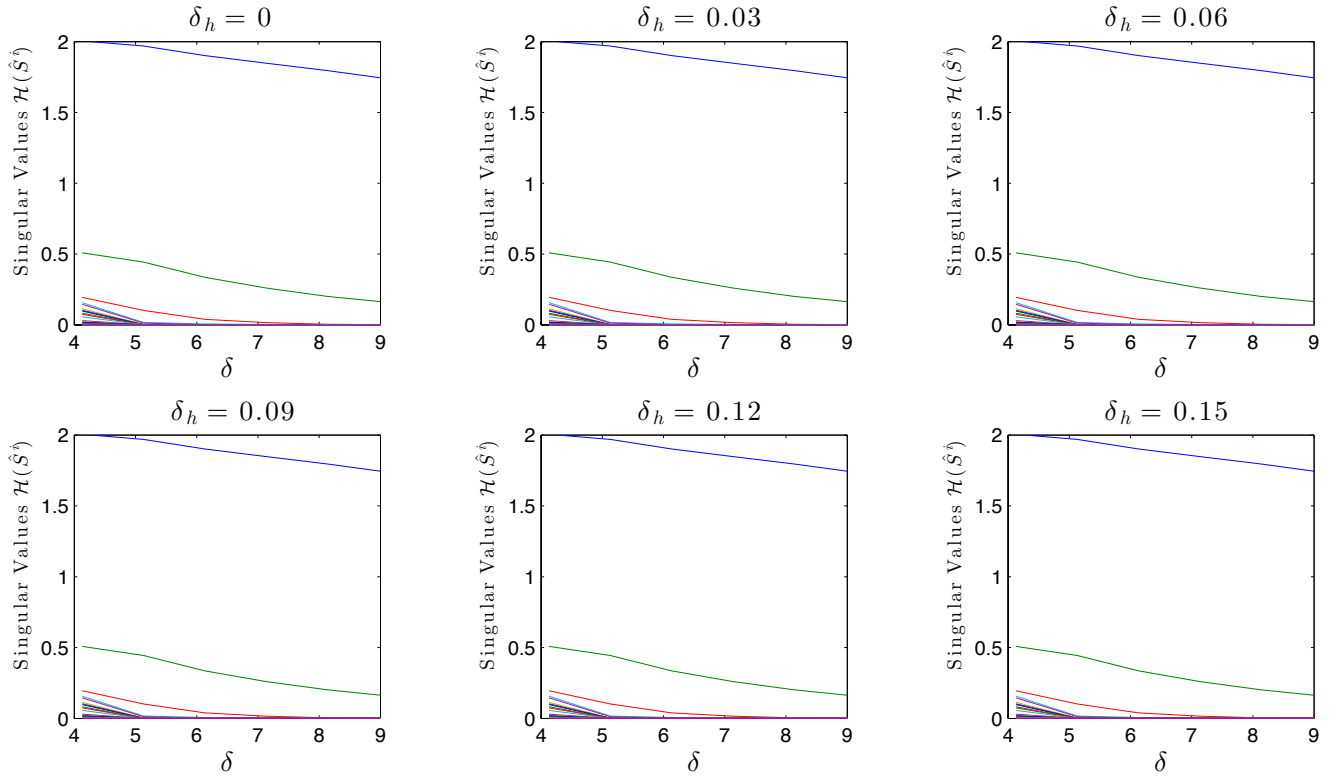 δ_h = 0
Singular Values ℋ(Ŝ^i)
2
1.5
1
0.5
0
4 5 6 7 8 9
δ
δ_h = 0.03
Singular Values ℋ(Ŝ^i)
2
1.5
1
0.5
0
4 5 6 7 8 9
δ
δ_h = 0.06
Singular Values ℋ(Ŝ^i)
2
1.5
1
0.5
0
4 5 6 7 8 9
δ
δ_h = 0.09
Singular Values ℋ(Ŝ^i)
2
1.5
1
0.5
0
4 5 6 7 8 9
δ
δ_h = 0.12
Singular Values ℋ(Ŝ^i)
2
1.5
1
0.5
0
4 5 6 7 8 9
δ
δ_h = 0.15
Singular Values ℋ(Ŝ^i)
2
1.5
1
0.5
0
4 5 6 7 8 9
δ